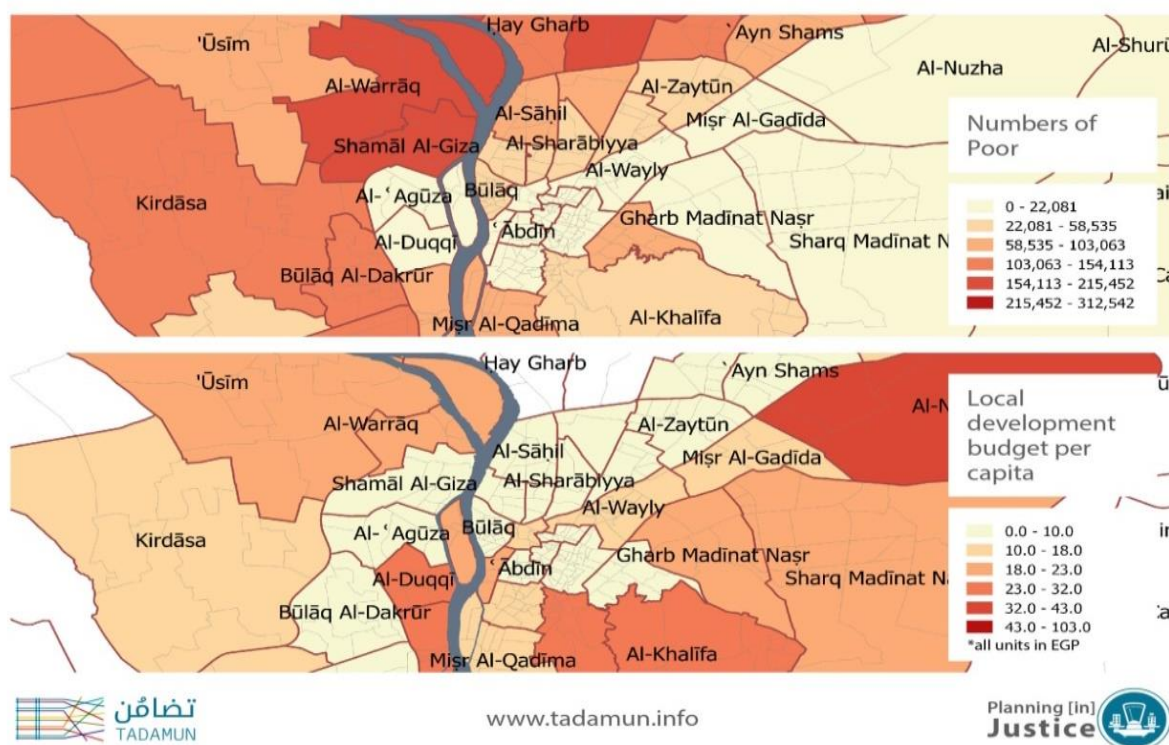 Ḥay Gharb
'Ūsīm
`Ayn Shams
Al-Nuzha
Al-Warrāq
Al-Zaytūn
Al-Sāḥil
Miṣr Al-Gadīda
Shamāl Al-Giza
Al-Sharābiyya
Al-Wayly
Kirdāsa
Al-ʿAgūza
Būlāq
Gharb Madīnat Naṣr
ʿĀbdīn
Sharq Madīnat
Al-Duqqī
Būlāq Al-Dakrūr
Al-Khalīfa
Miṣr Al-Qadīma
Numbers of
Poor
0 - 22,081
22,081 - 58,535
58,535 - 103,063
103,063 - 154,113
154,113 - 215,452
215,452 - 312,542
Ḥay Gharb
'Ūsīm
`Ayn Shams
Al-Warrāq
Al-Zaytūn
Al-Sāḥil
Miṣr Al-Gadīda
Shamāl Al-Giza
Al-Sharābiyya
Al-Wayly
Kirdāsa
Al-ʿAgūza
Būlāq
Gharb Madīnat Naṣr
ʿĀbdīn
Sharq Madīnat
Al-Duqqī
Būlāq Al-Dakrūr
Al-Khalīfa
Miṣr Al-Qadīma
Local
development
budget per
capita
0.0 - 10.0
10.0 - 18.0
18.0 - 23.0
23.0 - 32.0
32.0 - 43.0
43.0 - 103.0
*all units in EGP
تضامُن
TADAMUN
www.tadamun.info
Planning [in]
Justice